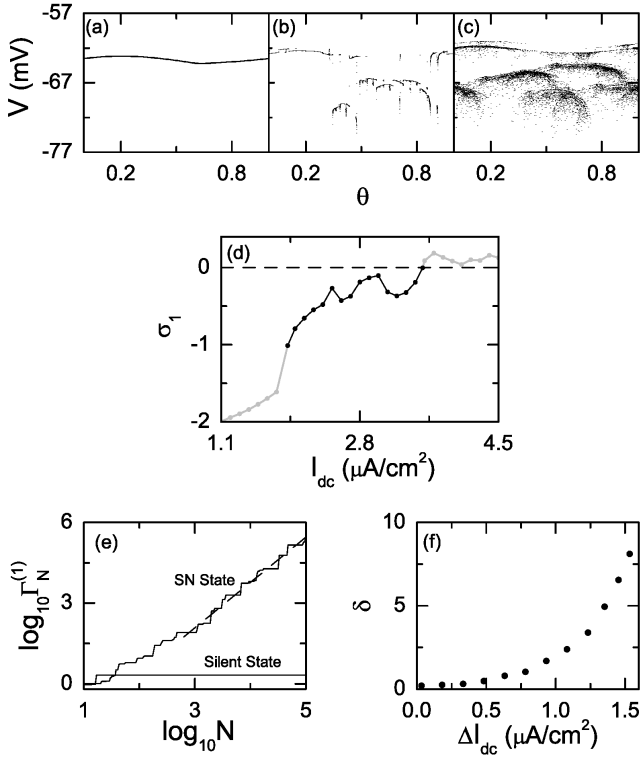 -57
-67
-77
V (mV)
(a) (b) (c)
0.2 0.8 0.2 0.8 0.2 0.8
θ
(d)
0
-1
-2
σ1
1.1 2.8 4.5
Idc (μA/cm²)
(e)
6
3
0
log10ΓN(1)
SN State
Silent State
1 3 5
log10N
(f)
10
5
0
δ
0.0 0.5 1.0 1.5
ΔIdc (μA/cm²)